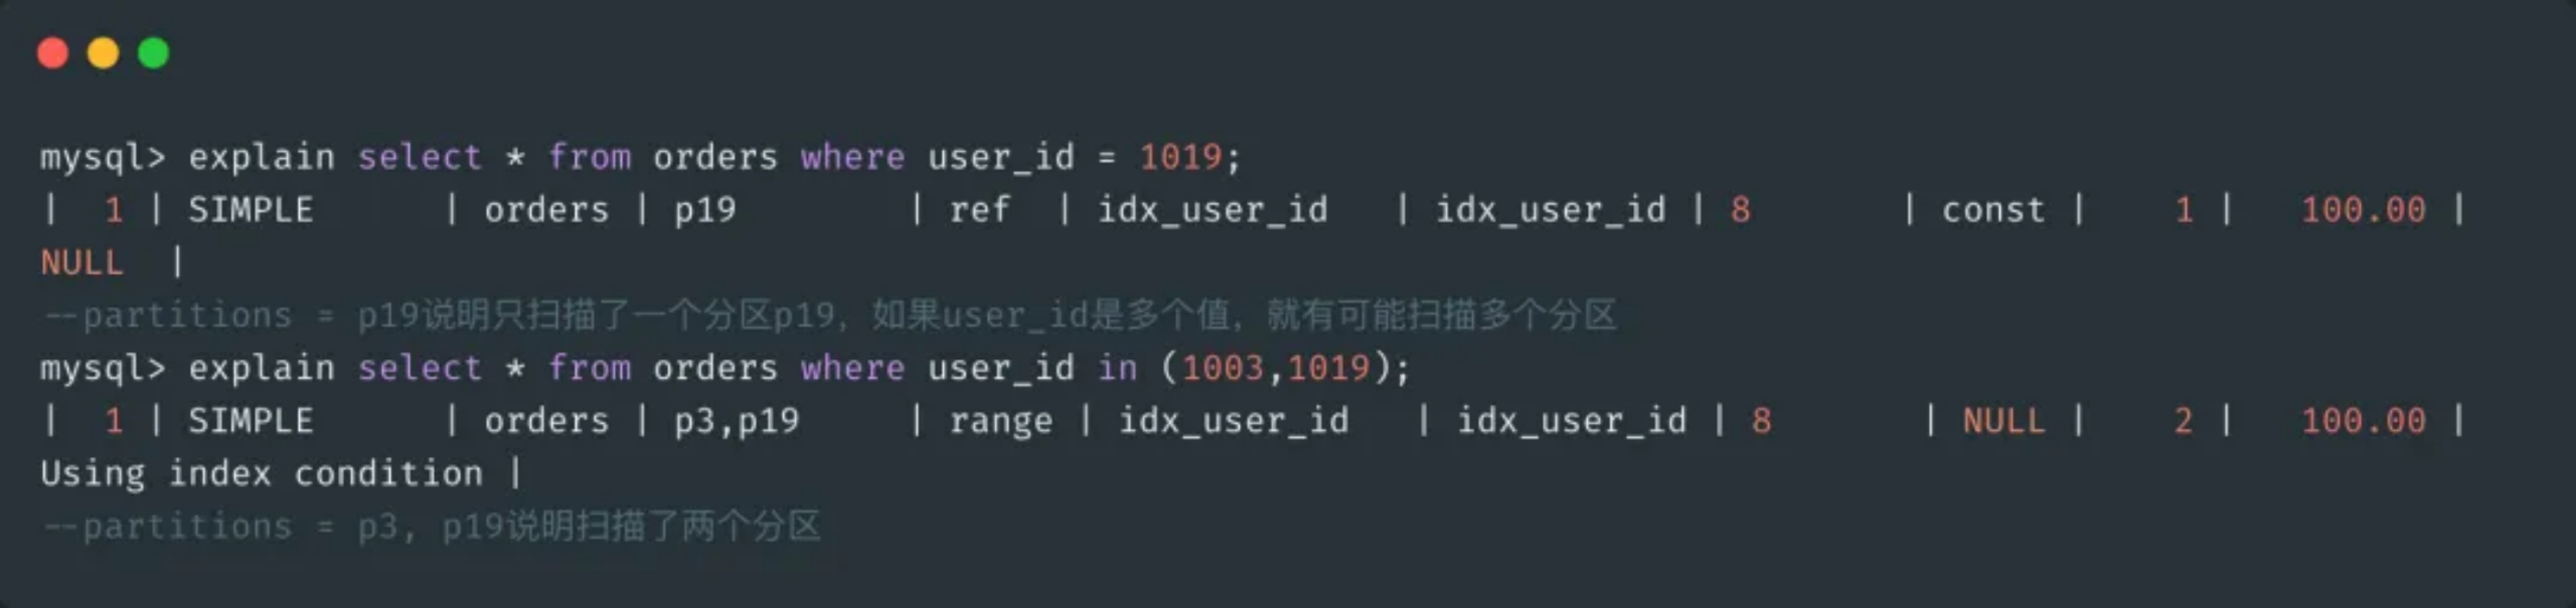 mysql> explain select * from orders where user_id = 1019;
|  1 | SIMPLE      | orders | p19        | ref  | idx_user_id   | idx_user_id | 8       | const |    1 |   100.00 |
NULL  |
--partitions = p19说明只扫描了一个分区p19, 如果user_id是多个值, 就有可能扫描多个分区
mysql> explain select * from orders where user_id in (1003,1019);
|  1 | SIMPLE      | orders | p3,p19     | range | idx_user_id   | idx_user_id | 8       | NULL |    2 |   100.00 |
Using index condition |
--partitions = p3, p19说明扫描了两个分区